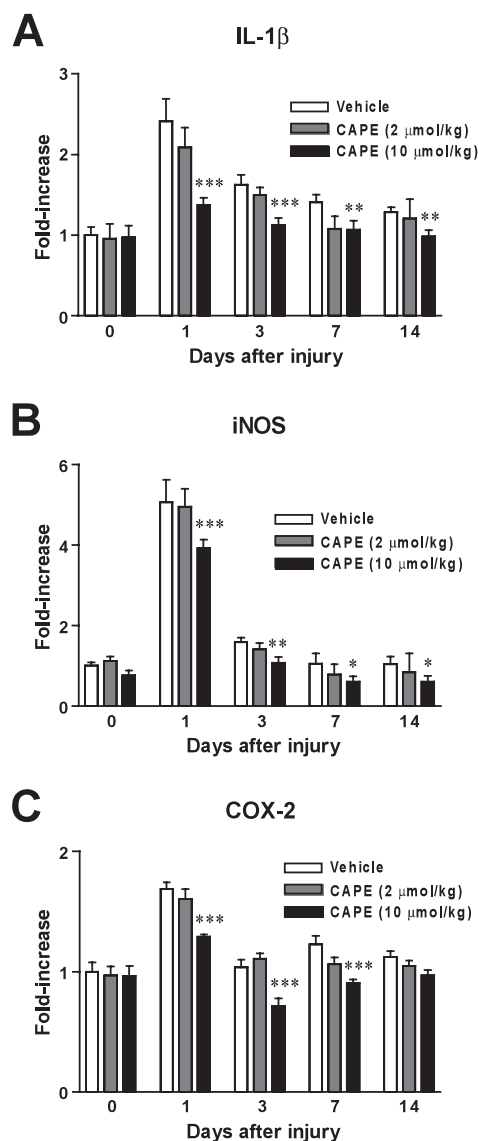 A
IL-1β
3
2
1
0
Fold-increase
Vehicle
CAPE (2 μmol/kg)
CAPE (10 μmol/kg)
*** *** ** **
0 1 3 7 14
Days after injury
B
iNOS
6
4
2
0
Fold-increase
Vehicle
CAPE (2 μmol/kg)
CAPE (10 μmol/kg)
*** ** * *
0 1 3 7 14
Days after injury
C
COX-2
2
1
0
Fold-increase
Vehicle
CAPE (2 μmol/kg)
CAPE (10 μmol/kg)
*** *** ***
0 1 3 7 14
Days after injury